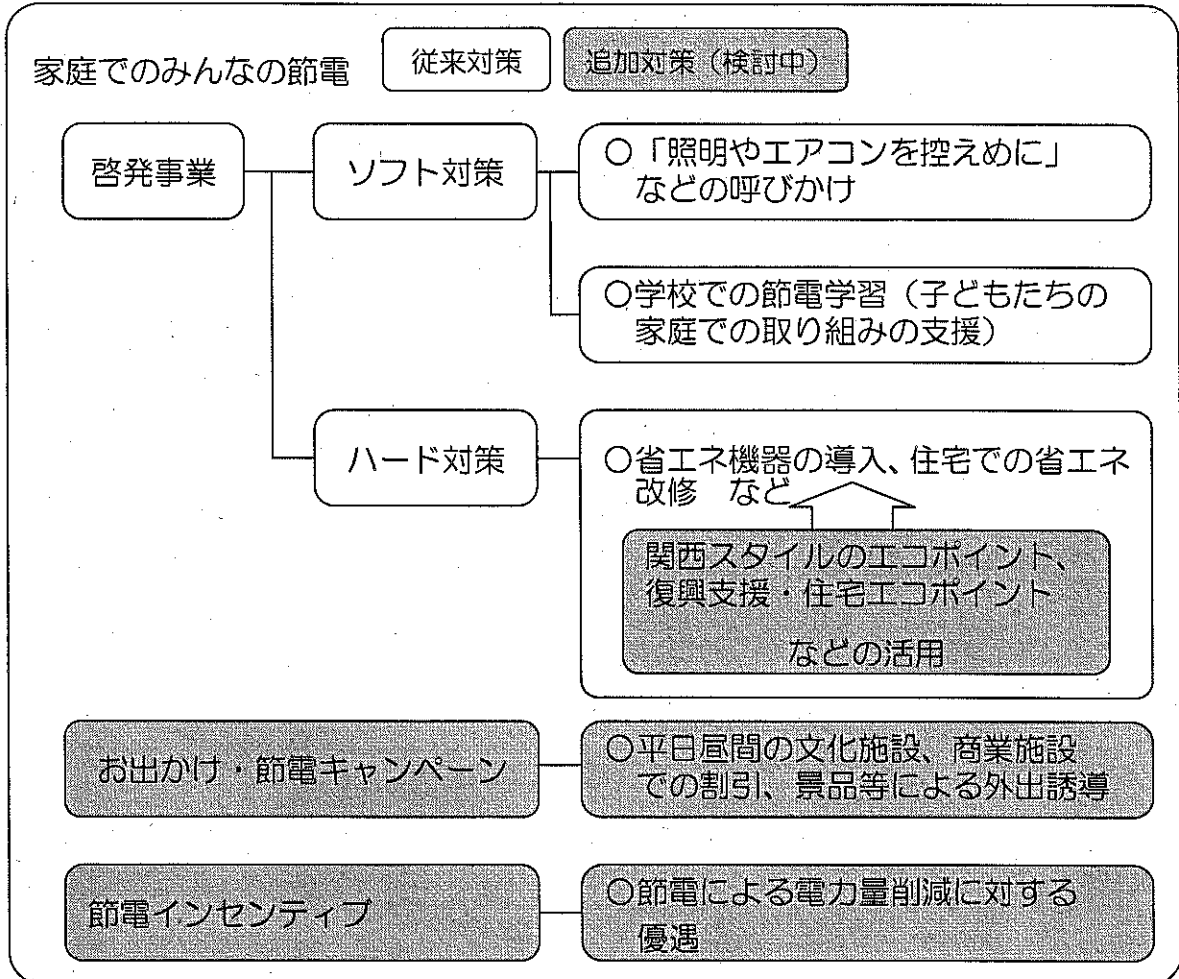 家庭でのみんなの節電
従来対策
追加対策（検討中）
啓発事業
ソフト対策
○「照明やエアコンを控えめに」
などの呼びかけ
○学校での節電学習（子どもたちの
家庭での取り組みの支援）
ハード対策
○省エネ機器の導入、住宅での省エネ
改修　など
関西スタイルのエコポイント、
復興支援・住宅エコポイント
などの活用
お出かけ・節電キャンペーン
○平日昼間の文化施設、商業施設
での割引、景品等による外出誘導
節電インセンティブ
○節電による電力量削減に対する
優遇